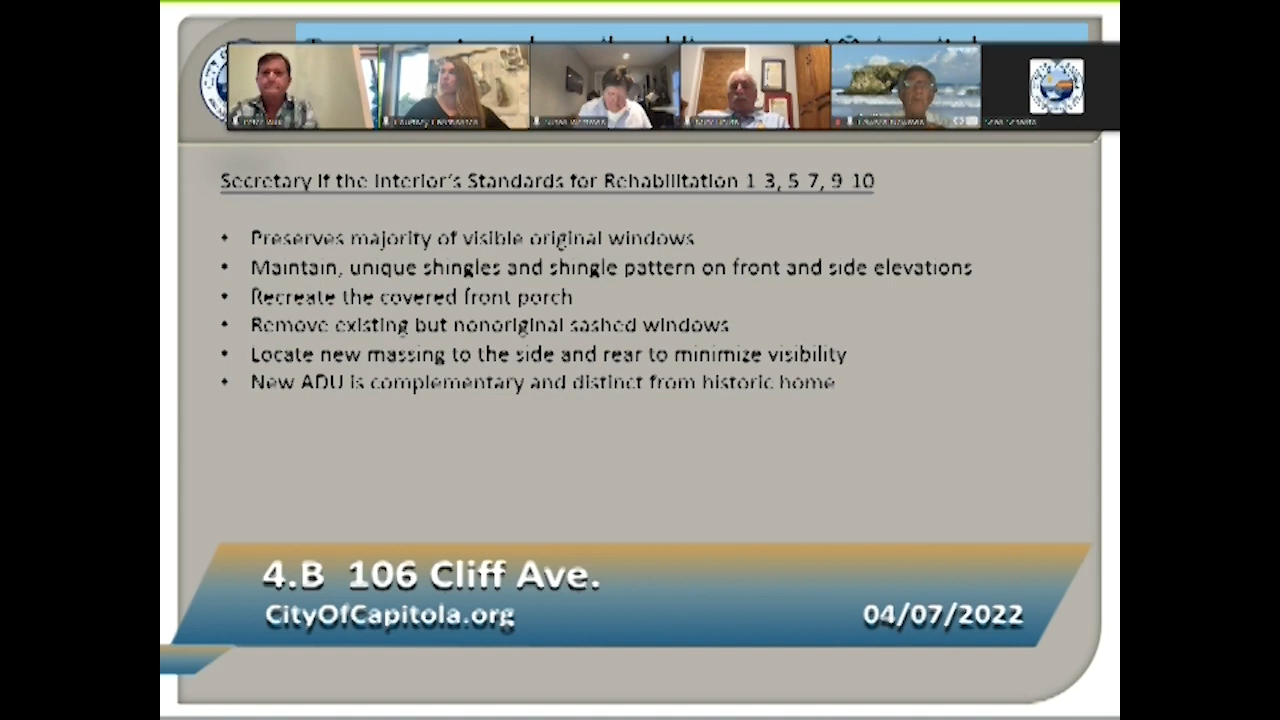 Secretary if the Interior's Standards for Rehabilitation 1-3, 5-7, 9-10
• Preserves majority of visible original windows
• Maintain, unique shingles and shingle pattern on front and side elevations
• Recreate the covered front porch
• Remove existing but nonoriginal sashed windows
• Locate new massing to the side and rear to minimize visibility
• New ADU is complementary and distinct from historic home
4.B 106 Cliff Ave.
CityOfCapitola.org
04/07/2022